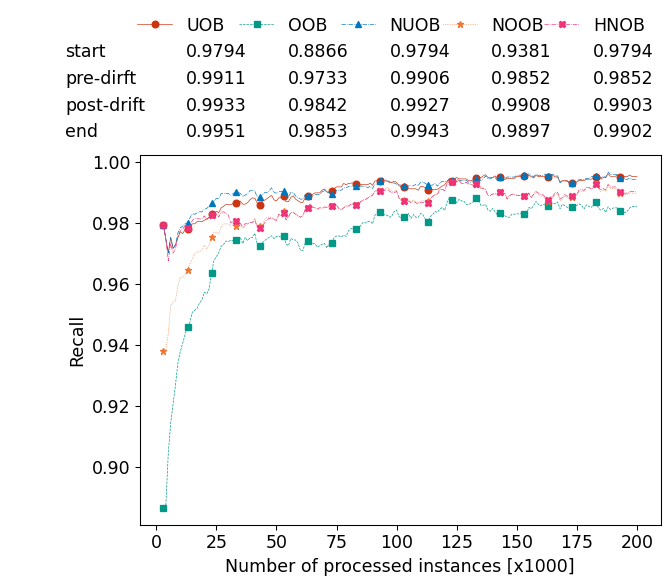 UOB OOB NUOB NOOB HNOB
start 0.9794 0.8866 0.9794 0.9381 0.9794
pre-dirft 0.9911 0.9733 0.9906 0.9852 0.9852
post-drift 0.9933 0.9842 0.9927 0.9908 0.9903
end 0.9951 0.9853 0.9943 0.9897 0.9902
1.00
0.98
0.96
0.94
0.92
0.90
Recall
0 25 50 75 100 125 150 175 200
Number of processed instances [x1000]